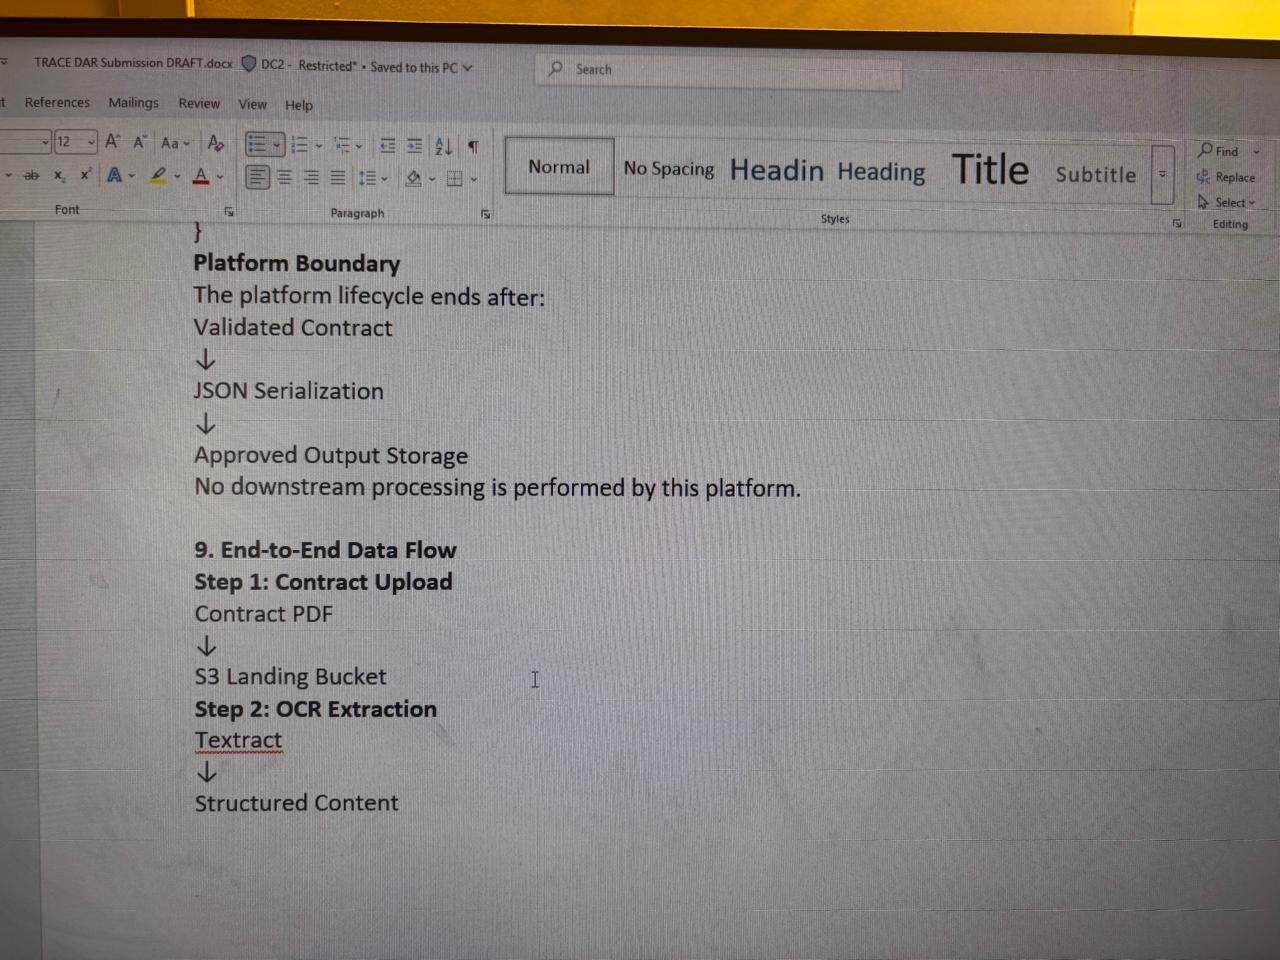 TRACE DAR Submission DRAFT.docx DC2 - Restricted* • Saved to this PC
Search
References Mailings Review View Help
12 Aa
ab x₂ x² A A
Font
Paragraph
Normal No Spacing Headin Heading Title Subtitle
Styles
Find
Replace
Select
Editing
}
Platform Boundary
The platform lifecycle ends after:
Validated Contract
↓
JSON Serialization
↓
Approved Output Storage
No downstream processing is performed by this platform.
9. End-to-End Data Flow
Step 1: Contract Upload
Contract PDF
↓
S3 Landing Bucket
Step 2: OCR Extraction
Textract
↓
Structured Content